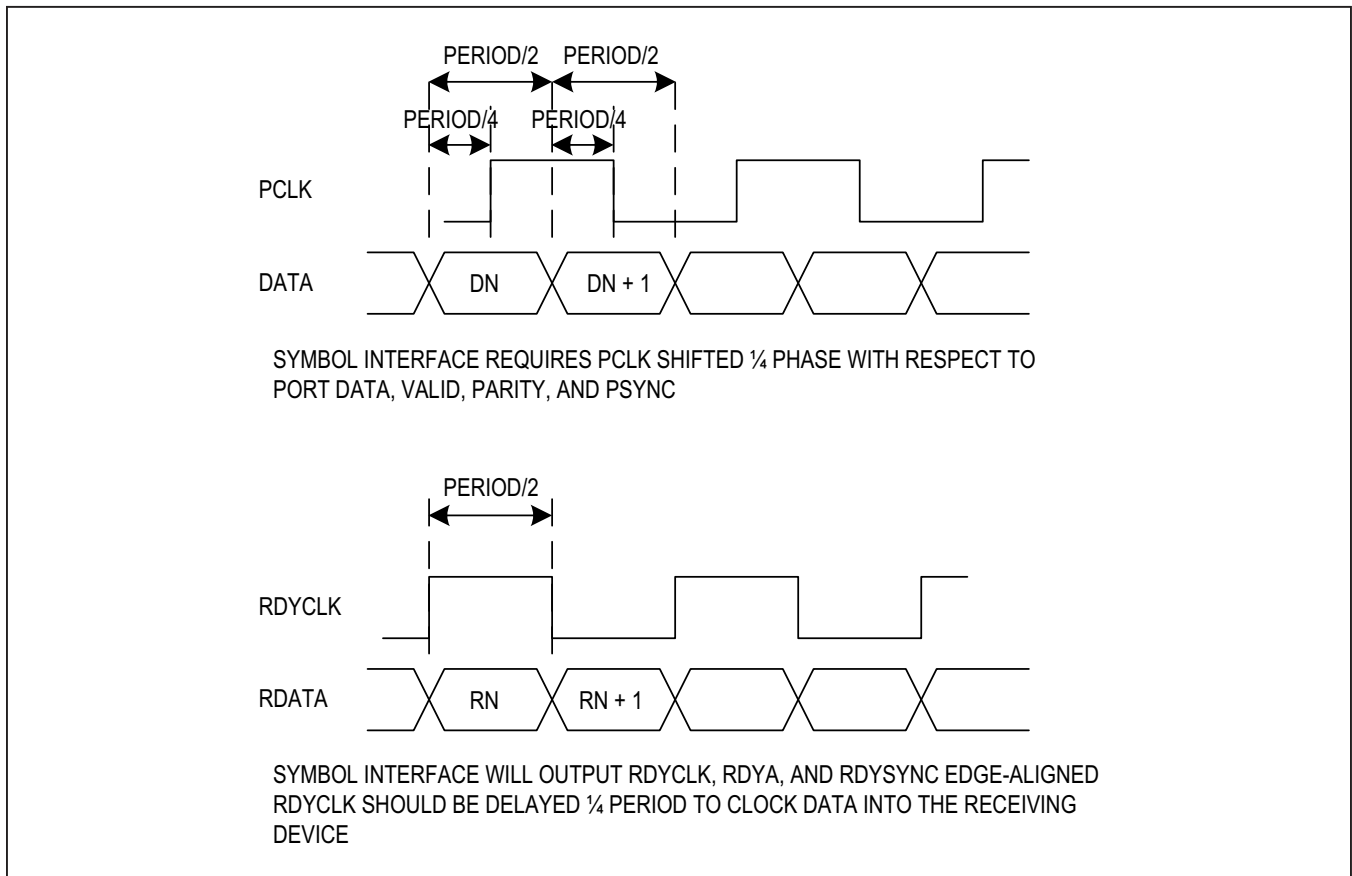 PERIOD/2 PERIOD/2
PERIOD/4 PERIOD/4
PCLK
DATA DN DN + 1
SYMBOL INTERFACE REQUIRES PCLK SHIFTED ¼ PHASE WITH RESPECT TO
PORT DATA, VALID, PARITY, AND PSYNC
PERIOD/2
RDYCLK
RDATA RN RN + 1
SYMBOL INTERFACE WILL OUTPUT RDYCLK, RDYA, AND RDYSYNC EDGE-ALIGNED
RDYCLK SHOULD BE DELAYED ¼ PERIOD TO CLOCK DATA INTO THE RECEIVING
DEVICE